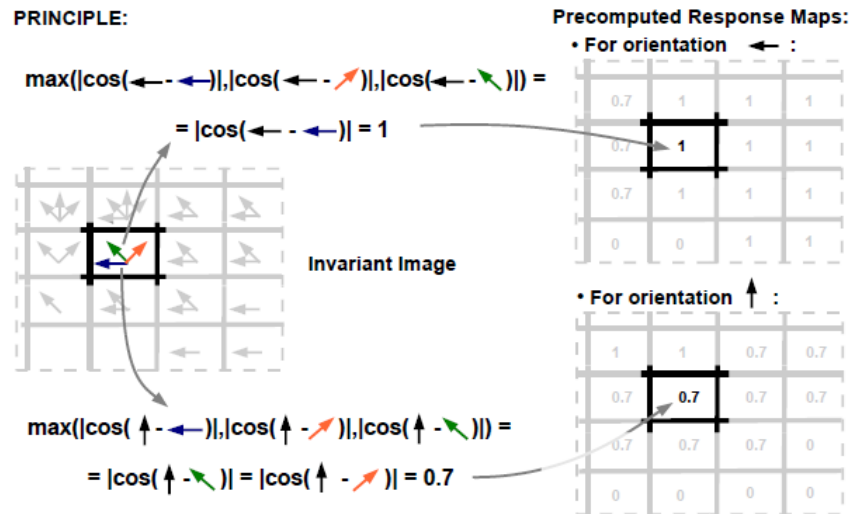 PRINCIPLE:
Precomputed Response Maps:
• For orientation ← :
max(|cos(← - ←)|,|cos(← - ↗)|,|cos(← - ↖)|) =
= |cos(← - ←)| = 1
0.7 1 1 1
0.7 1 1 1
0.7 1 1 1
0 0 1 1
Invariant Image
• For orientation ↑ :
1 1 0.7 0.7
0.7 0.7 0.7 0.7
0.7 0.7 0.7 0
0 0 0 0
max(|cos( ↑ - ←)|,|cos( ↑ - ↗)|,|cos( ↑ - ↖)|) =
= |cos( ↑ - ↖)| = |cos( ↑ - ↗)| = 0.7